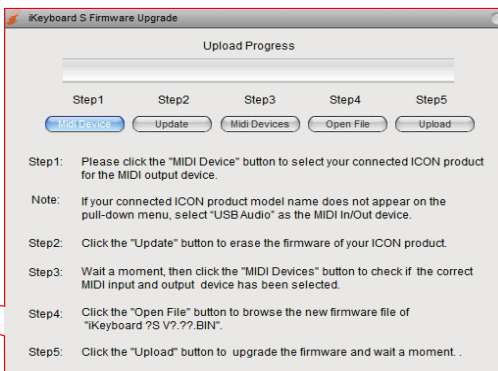 iKeyboard S Firmware Upgrade
Upload Progress
Step1 Step2 Step3 Step4 Step5
Midi Device Update Midi Devices Open File Upload
Step1: Please click the "MIDI Device" button to select your connected ICON product
for the MIDI output device.
Note: If your connected ICON product model name does not appear on the
pull-down menu, select "USB Audio" as the MIDI In/Out device.
Step2: Click the "Update" button to erase the firmware of your ICON product.
Step3: Wait a moment, then click the "MIDI Devices" button to check if the correct
MIDI input and output device has been selected.
Step4: Click the "Open File" button to browse the new firmware file of
"iKeyboard ?S V?.??.BIN".
Step5: Click the "Upload" button to upgrade the firmware and wait a moment. .